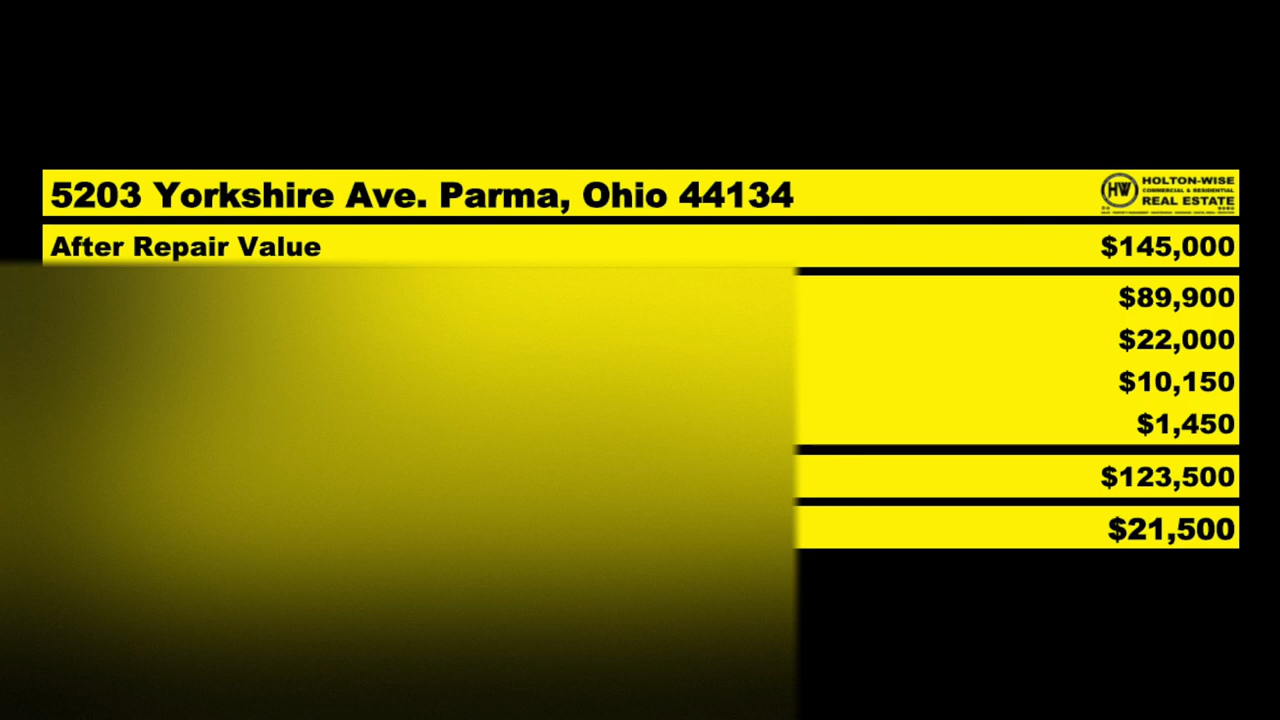 5203 Yorkshire Ave. Parma, Ohio 44134
HW
HOLTON-WISE
COMMERCIAL & RESIDENTIAL
REAL ESTATE
After Repair Value $145,000
$89,900
$22,000
$10,150
$1,450
$123,500
$21,500